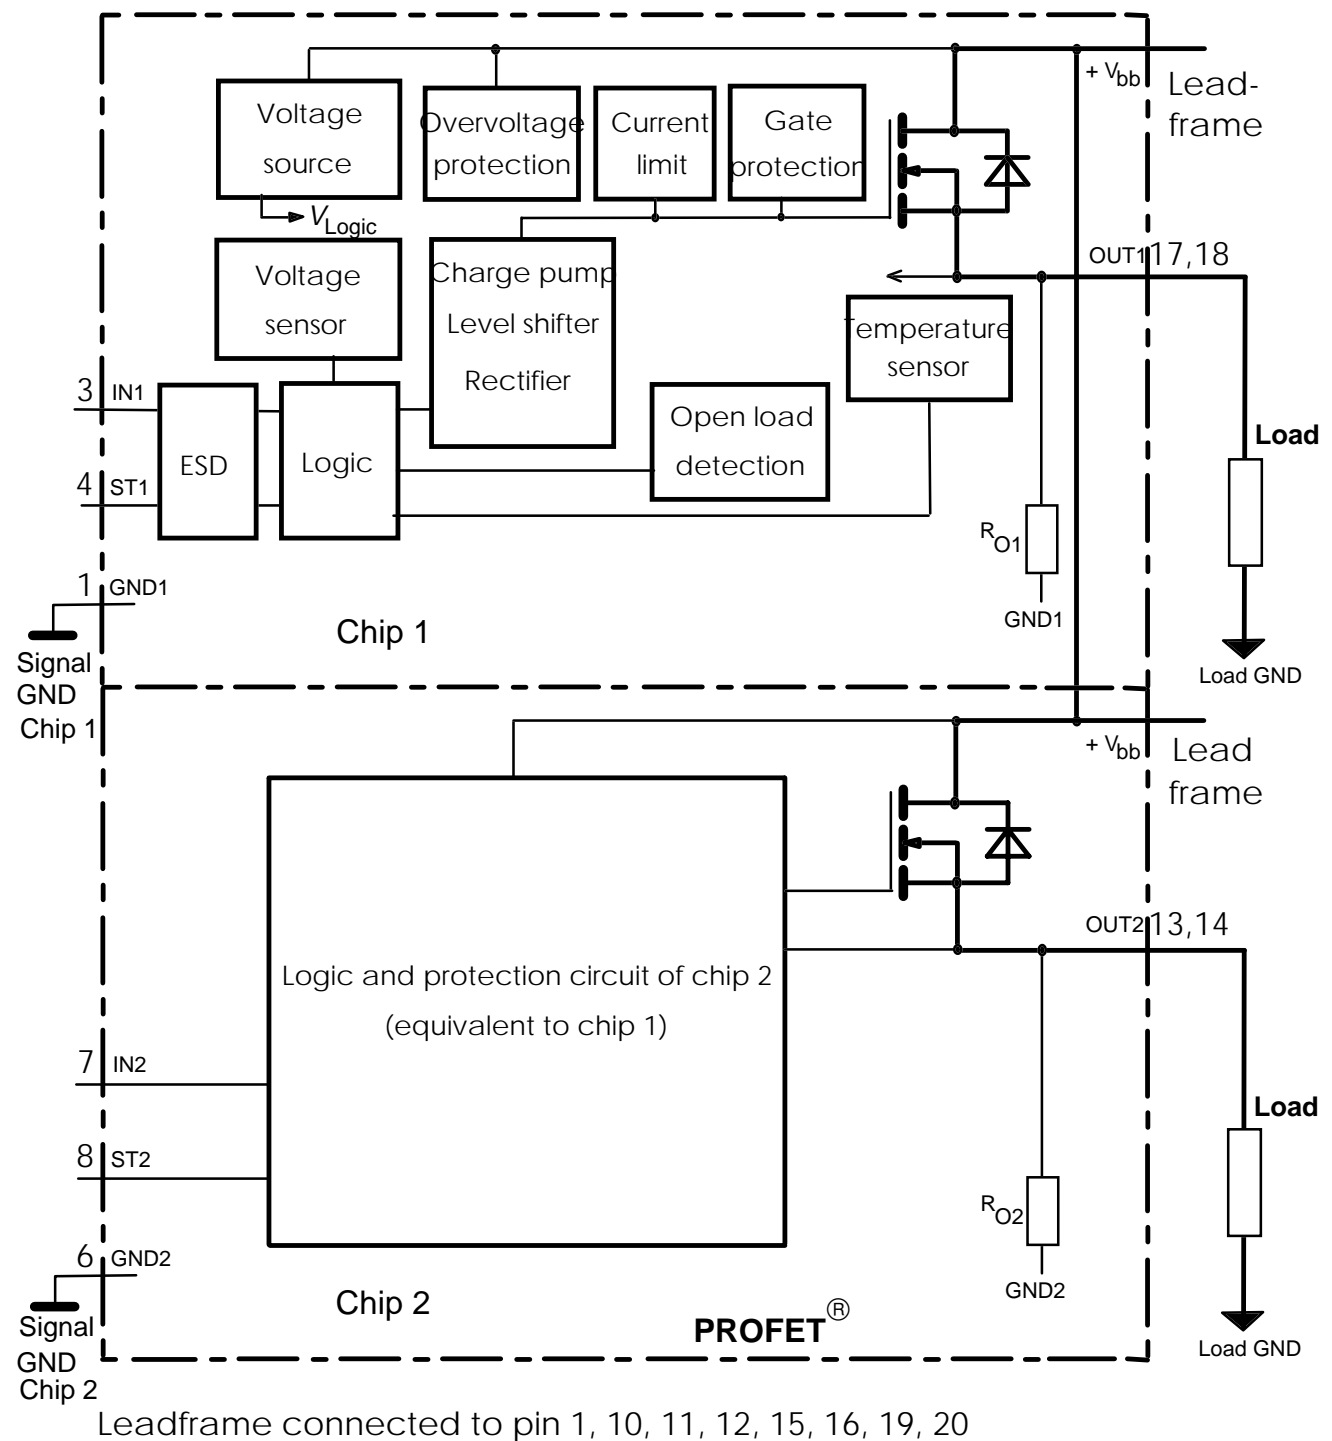 + Vbb
Lead-
frame
Voltage
source
Overvoltage
protection
Current
limit
Gate
protection
VLogic
OUT1 17,18
Voltage
sensor
Charge pump
Level shifter
Rectifier
Temperature
sensor
3 IN1
ESD
Logic
Open load
detection
Load
4 ST1
RO1
1 GND1
GND1
Signal
GND
Chip 1
Chip 1
Load GND
+ Vbb
Lead
frame
OUT2 13,14
Logic and protection circuit of chip 2
(equivalent to chip 1)
7 IN2
Load
8 ST2
RO2
6 GND2
GND2
Signal
GND
Chip 2
Chip 2
PROFET®
Load GND
Leadframe connected to pin 1, 10, 11, 12, 15, 16, 19, 20